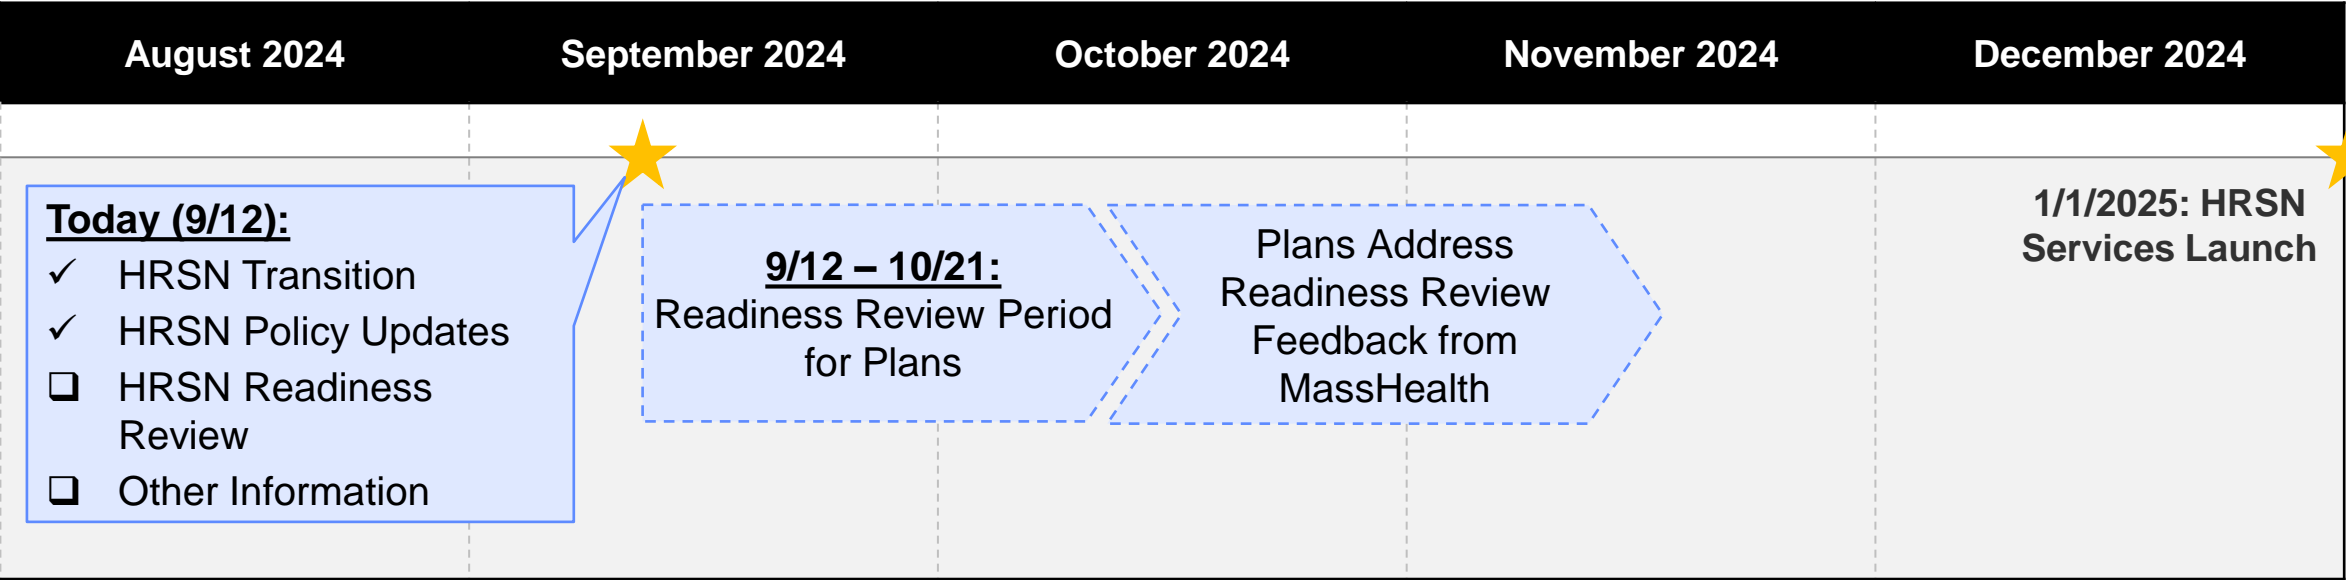 August 2024
September 2024
October 2024
November 2024
December 2024
Today (9/12):
✓ HRSN Transition
✓ HRSN Policy Updates
❑ HRSN Readiness
Review
❑ Other Information
9/12 – 10/21:
Readiness Review Period
for Plans
Plans Address
Readiness Review
Feedback from
MassHealth
1/1/2025: HRSN
Services Launch